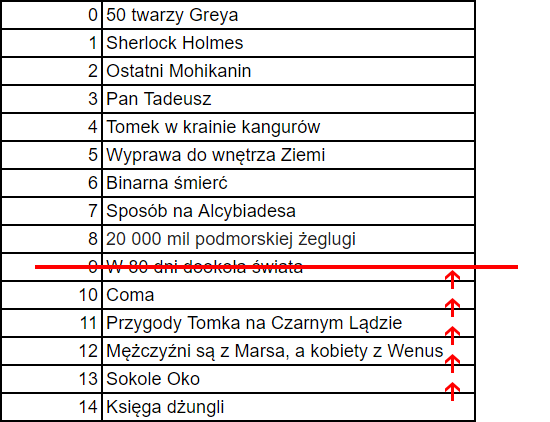 0 50 twarzy Greya
1 Sherlock Holmes
2 Ostatni Mohikanin
3 Pan Tadeusz
4 Tomek w krainie kangurów
5 Wyprawa do wnętrza Ziemi
6 Binarna śmierć
7 Sposób na Alcybiadesa
8 20 000 mil podmorskiej żeglugi
9 W 80 dni dookoła świata
10 Coma
11 Przygody Tomka na Czarnym Lądzie
12 Mężczyźni są z Marsa, a kobiety z Wenus
13 Sokole Oko
14 Księga dżungli